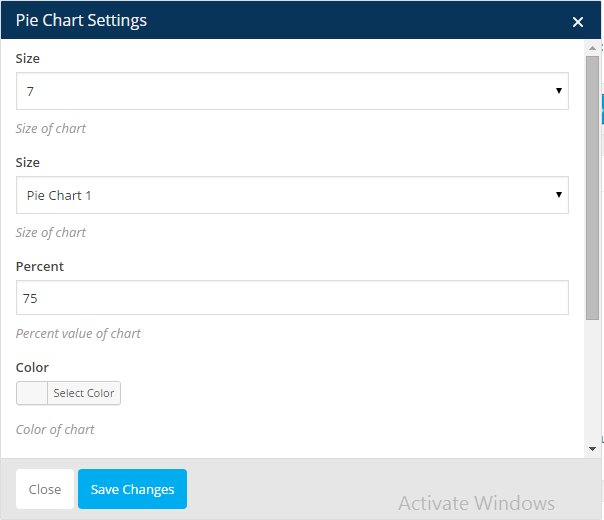 Pie Chart Settings
Size
7
Size of chart
Size
Pie Chart 1
Size of chart
Percent
75
Percent value of chart
Color
Select Color
Color of chart
Close Save Changes
Activate Windows